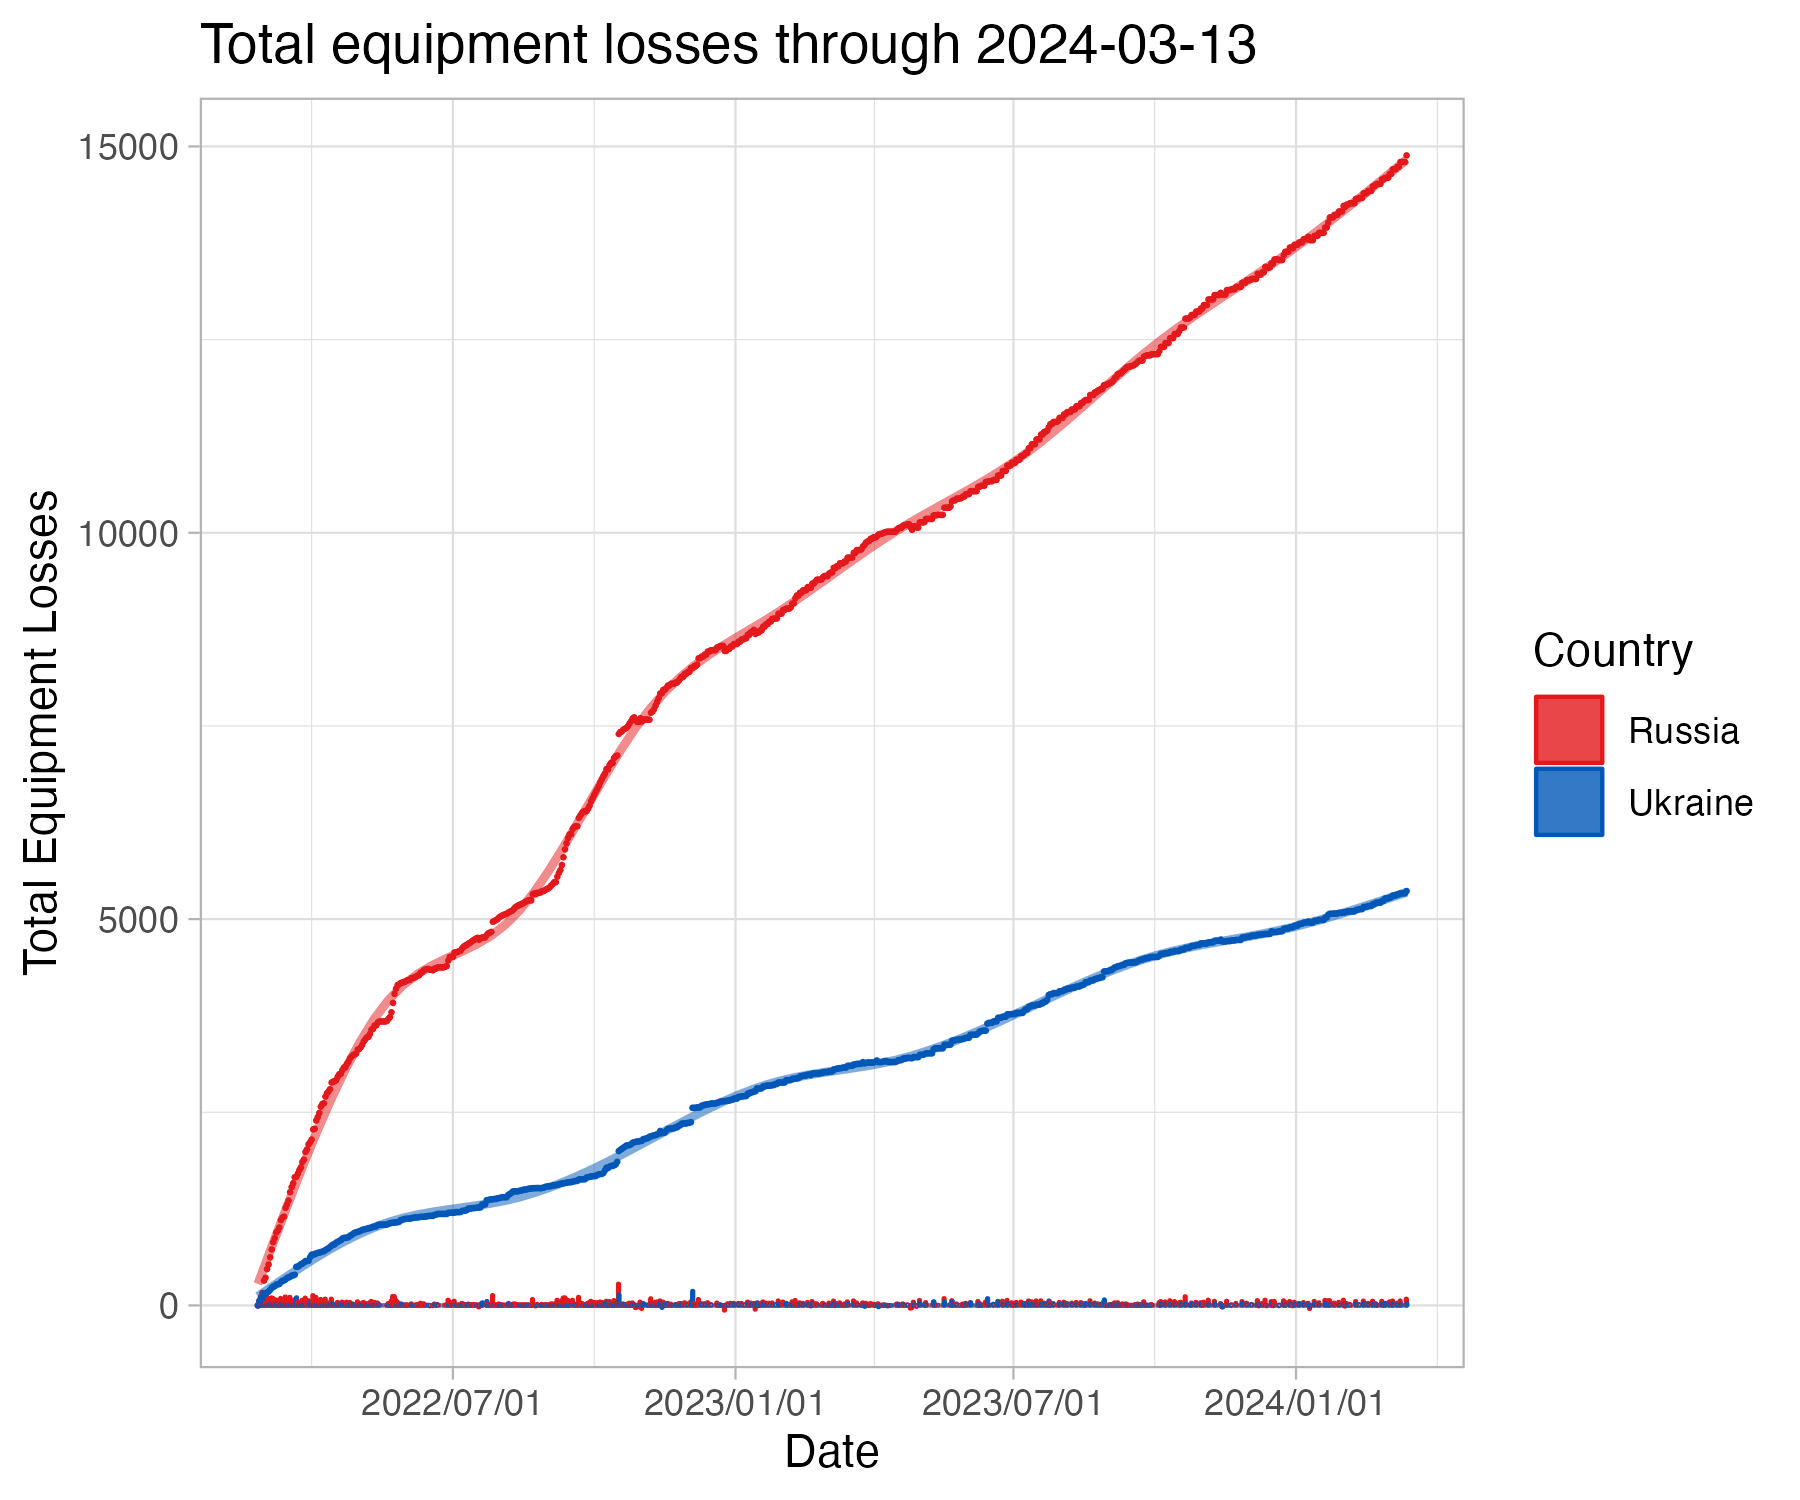 Total equipment losses through 2024-03-13
Total Equipment Losses
15000
10000
5000
0
2022/07/01
2023/01/01
2023/07/01
2024/01/01
Date
Country
Russia
Ukraine